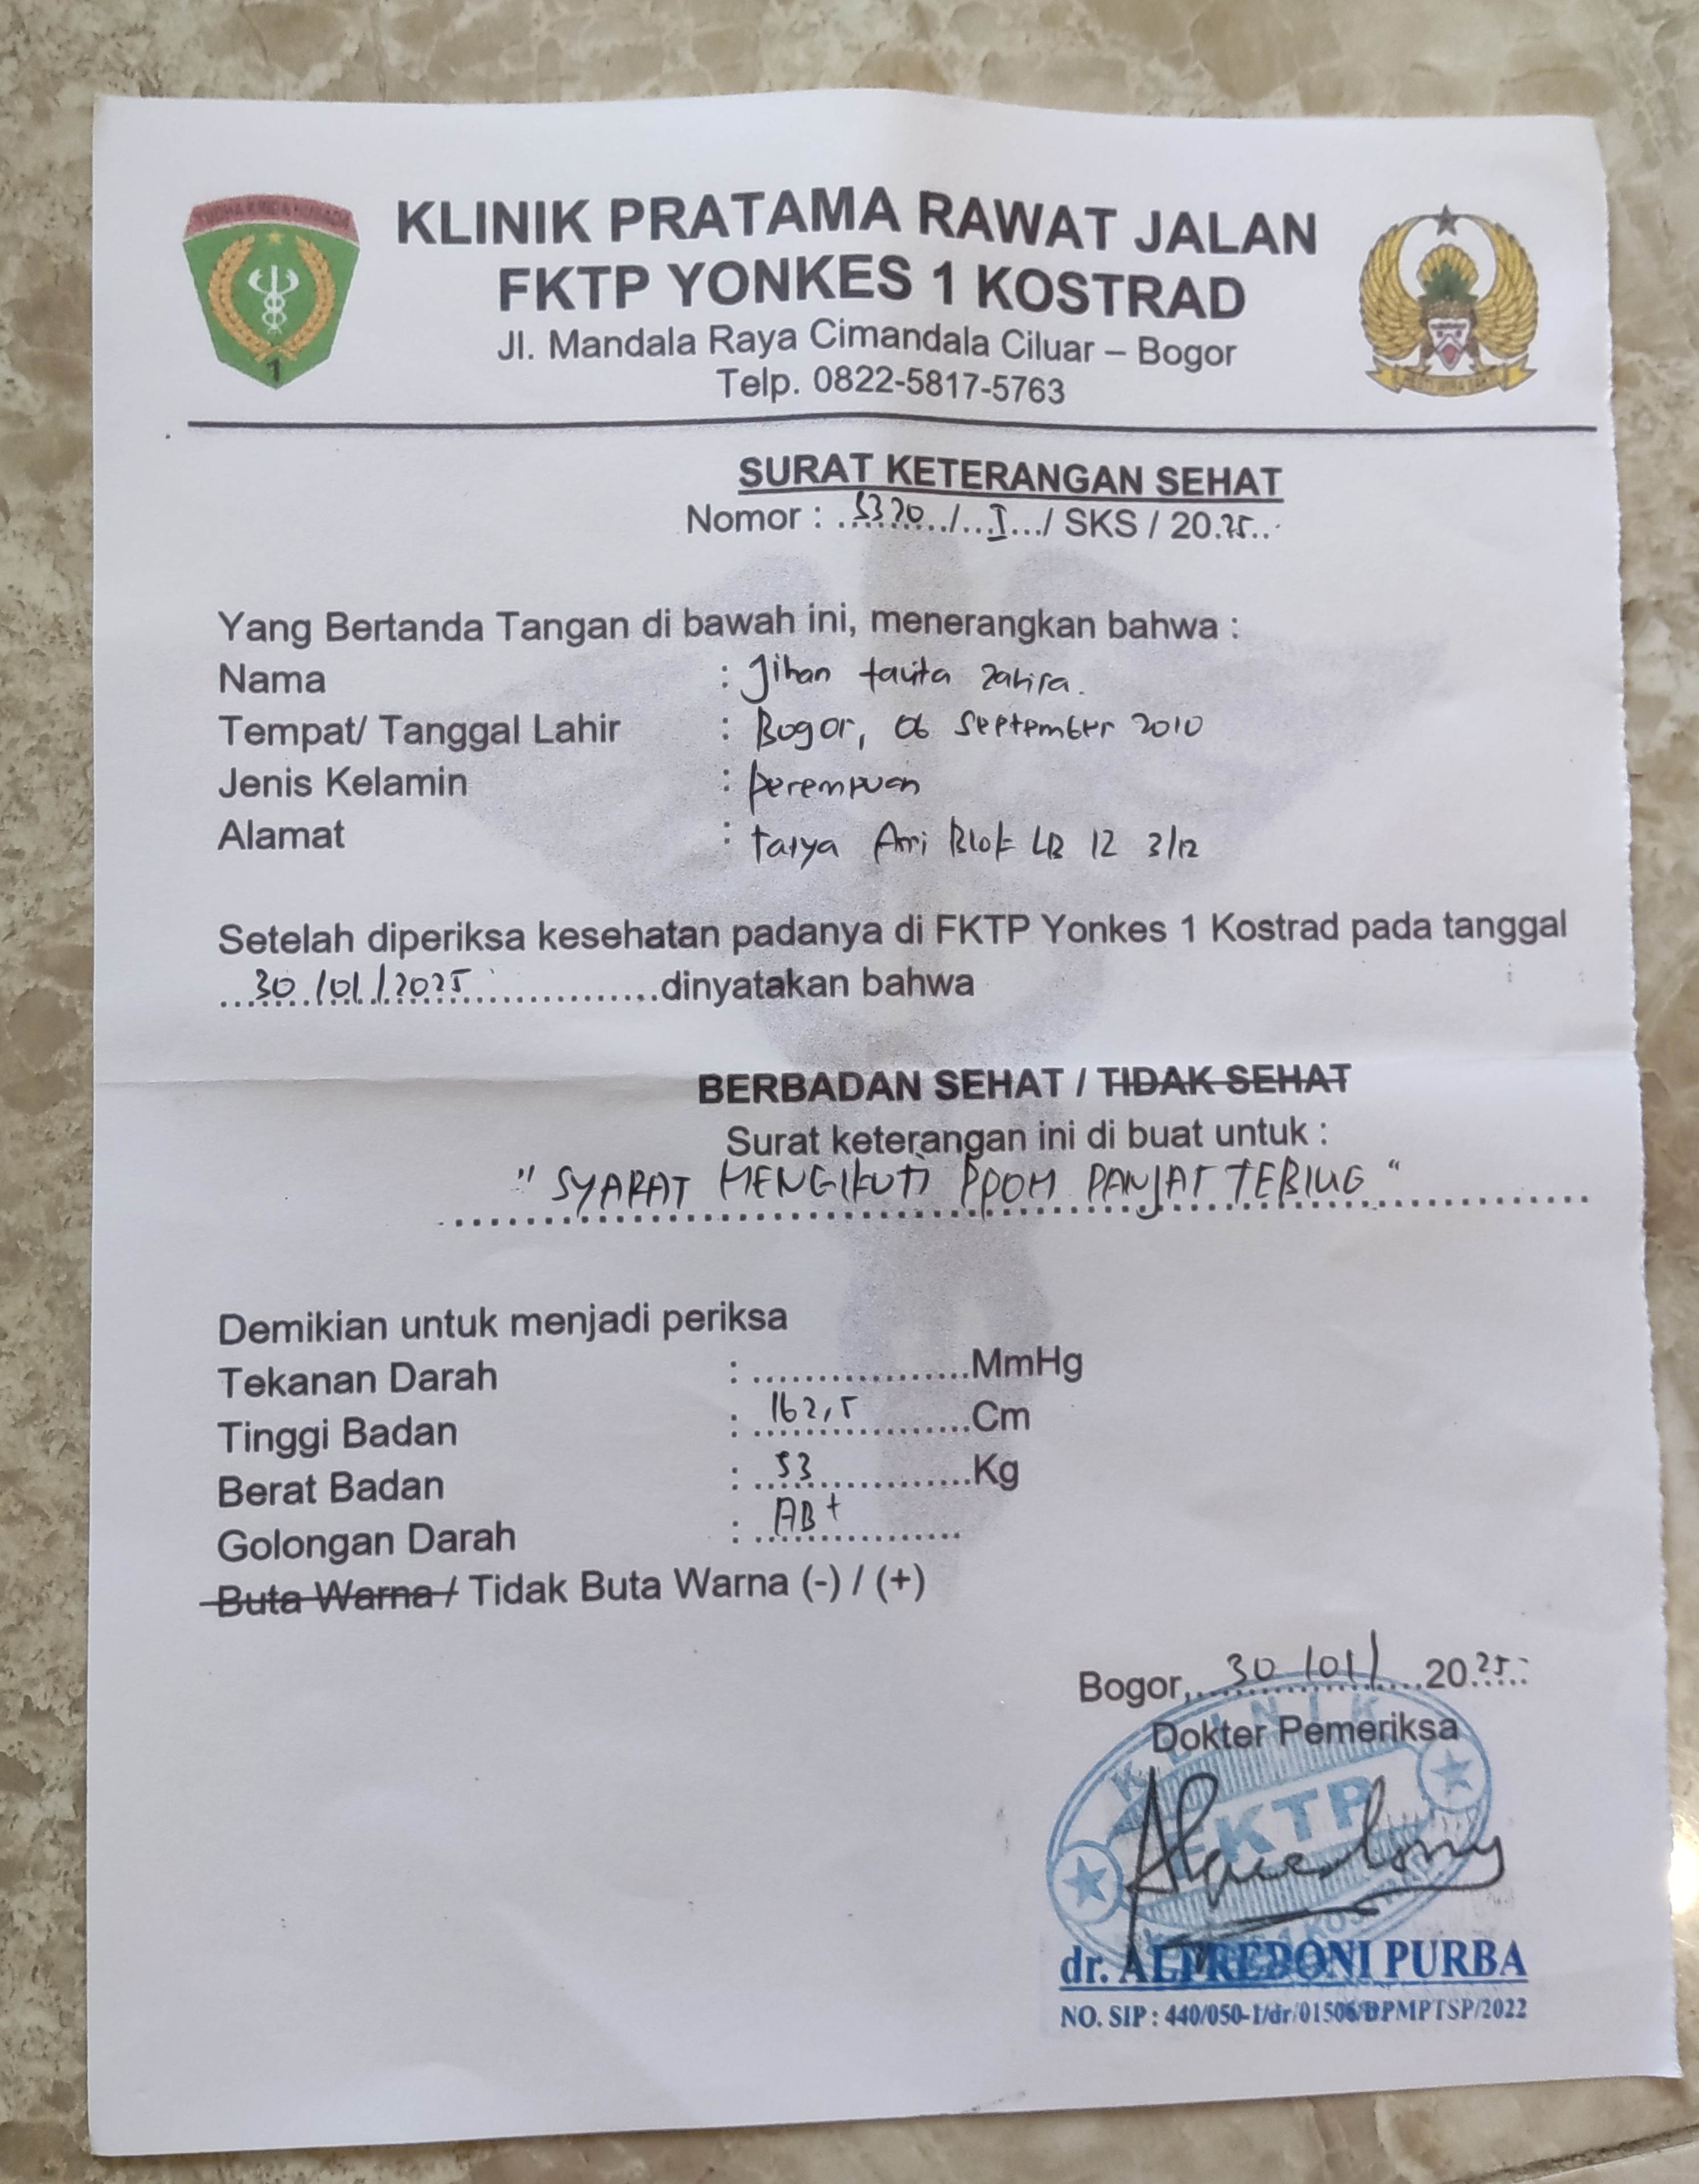 KLINIK PRATAMA RAWAT JALAN
FKTP YONKES 1 KOSTRAD
Jl. Mandala Raya Cimandala Ciluar – Bogor
Telp. 0822-5817-5763
1
SURAT KETERANGAN SEHAT
Nomor : 5370 / I / SKS / 20.25
Yang Bertanda Tangan di bawah ini, menerangkan bahwa :
Nama : Jihan tavita Zahira.
Tempat/ Tanggal Lahir : Bogor, 06 September 2010
Jenis Kelamin : perempuan
Alamat : Blok LB 12 3/12
Setelah diperiksa kesehatan padanya di FKTP Yonkes 1 Kostrad pada tanggal
30/01/2025 dinyatakan bahwa
BERBADAN SEHAT / TIDAK SEHAT
Surat keterangan ini di buat untuk :
" SYARAT MENGIKUTI PPOM PANJAT TEBING "
Demikian untuk menjadi periksa
Tekanan Darah : ..................MmHg
Tinggi Badan : 162,5 Cm
Berat Badan : 53 Kg
Golongan Darah : AB+
Buta Warna / Tidak Buta Warna (-) / (+)
Bogor, 30/01/ 2025
Dokter Pemeriksa
KLINIK
FKTP
KOSTRAD
dr. ALFREDONI PURBA
NO. SIP : 440/050-1/dr/01506/DPMPTSP/2022